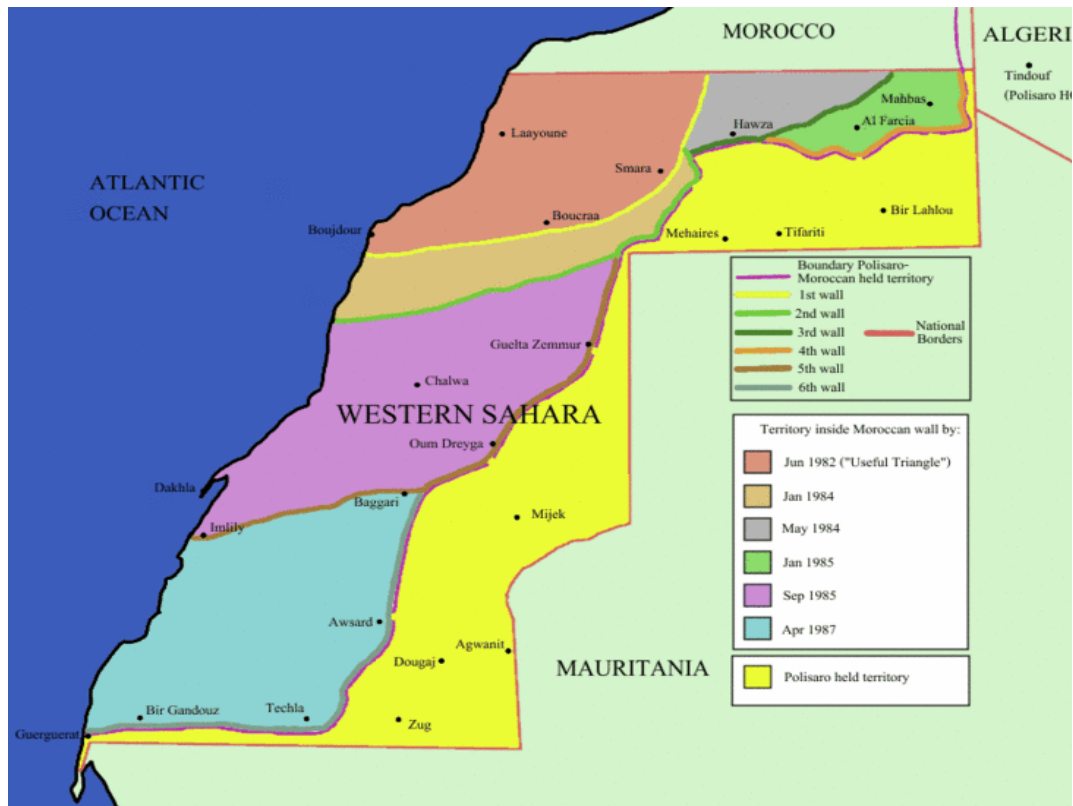 MOROCCO
ALGERI
Tindouf
(Polisaro HQ
Mahbas
Al Farcia
Hawza
Laayoune
Smara
ATLANTIC
OCEAN
Bir Lahlou
Boucraa
Boujdour
Mehaires
Tifariti
Boundary Polisaro-
Moroccan held territory
1st wall
2nd wall
3rd wall
4th wall
5th wall
6th wall
National
Borders
Guelta Zemmur
Chalwa
WESTERN SAHARA
Oum Dreyga
Territory inside Moroccan wall by:
Jun 1982 ("Useful Triangle")
Jan 1984
May 1984
Jan 1985
Sep 1985
Apr 1987
Polisaro held territory
Dakhla
Baggari
Imlily
Mijek
Awsard
Agwanit
Dougaj
MAURITANIA
Bir Gandouz
Techla
Zug
Guerguerat